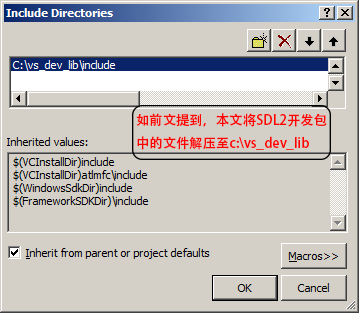 Include Directories
C:\vs_dev_lib\include
如前文提到，本文将SDL2开发包
中的文件解压至c:\vs_dev_lib
Inherited values:
$(VCInstallDir)include
$(VCInstallDir)atlmfc\include
$(WindowsSdkDir)include
$(FrameworkSDKDir)\include
Inherit from parent or project defaults
Macros>>
OK
Cancel